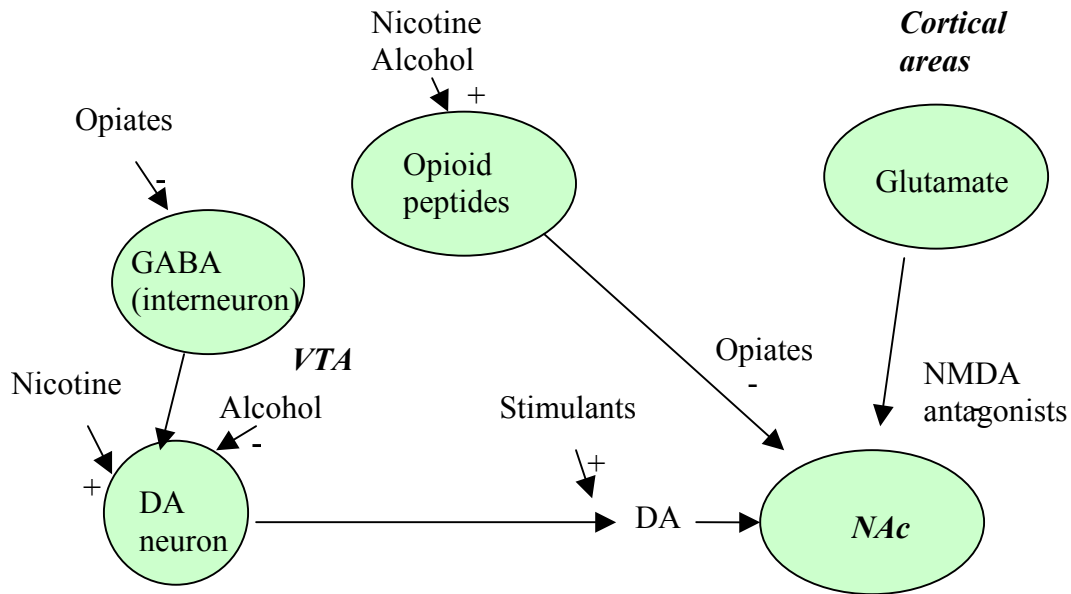 Nicotine
Alcohol
+
Cortical
areas
Opiates
-
Opioid
peptides
Glutamate
GABA
(interneuron)
VTA
Nicotine
+
Alcohol
-
Stimulants
+
Opiates
-
NMDA
antagonists
-
DA
neuron
DA
NAc